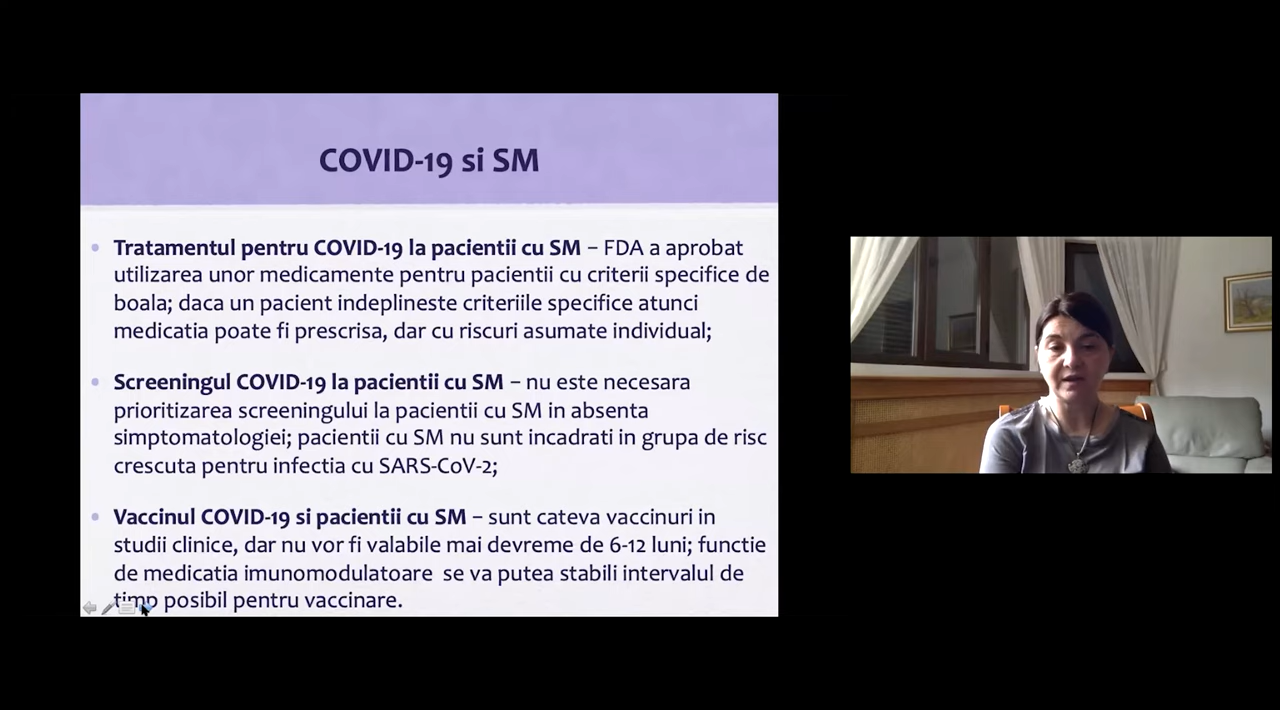 COVID-19 si SM
• Tratamentul pentru COVID-19 la pacientii cu SM – FDA a aprobat
utilizarea unor medicamente pentru pacientii cu criterii specifice de
boala; daca un pacient indeplineste criteriile specifice atunci
medicatia poate fi prescrisa, dar cu riscuri asumate individual;
• Screeningul COVID-19 la pacientii cu SM – nu este necesara
prioritizarea screeningului la pacientii cu SM in absenta
simptomatologiei; pacientii cu SM nu sunt incadrati in grupa de risc
crescuta pentru infectia cu SARS-CoV-2;
• Vaccinul COVID-19 si pacientii cu SM – sunt cateva vaccinuri in
studii clinice, dar nu vor fi valabile mai devreme de 6-12 luni; functie
de medicatia imunomodulatoare se va putea stabili intervalul de
timp posibil pentru vaccinare.